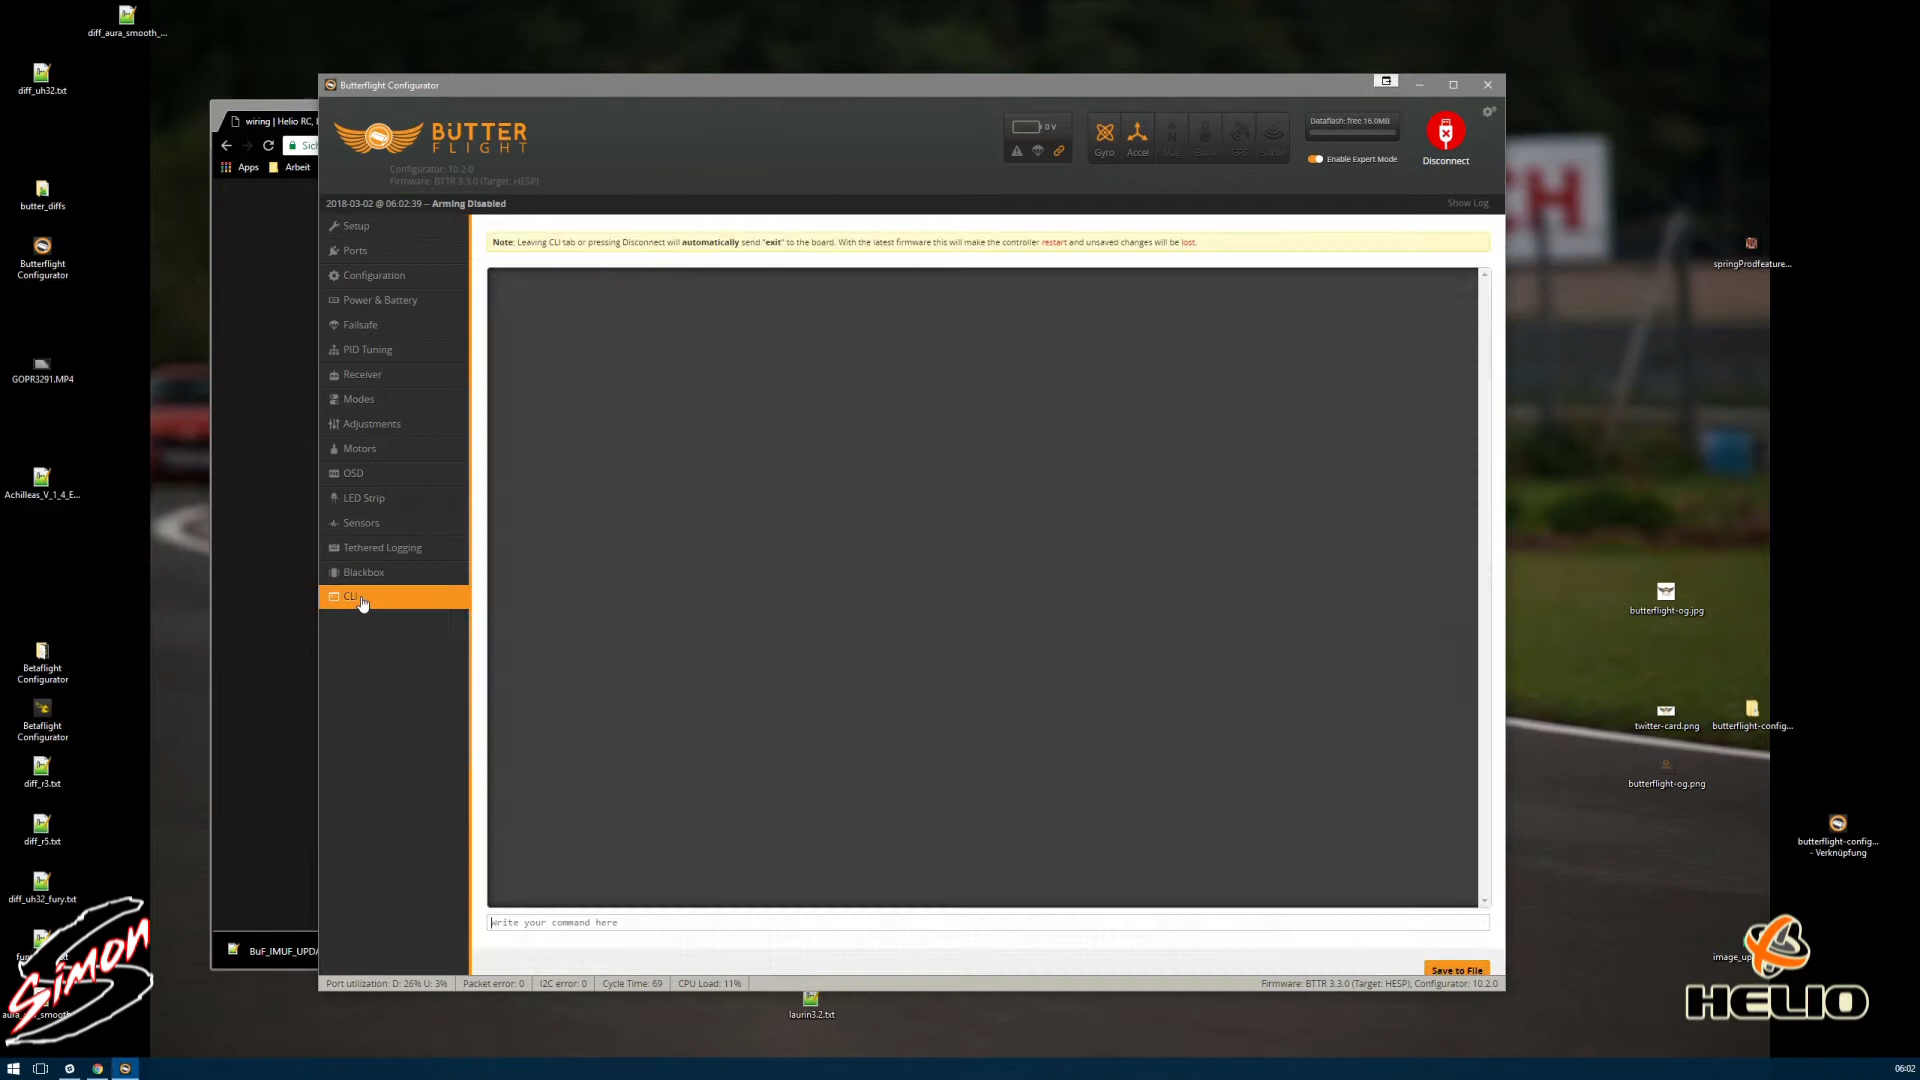 diff_aura_smooth_...
diff_uh32.txt
butter_diffs
Butterflight
Configurator
GOPR3291.MP4
Achilleas_V_1_4_E...
Betaflight
Configurator
Betaflight
Configurator
diff_r3.txt
diff_r5.txt
diff_uh32_fury.txt
Simon
wiring | Helio RC,
Sich
Apps
Arbeit
BuF_IMUF_UPDA
Butterflight Configurator
BUTTER
FLIGHT
Configurator: 10.2.0
Firmware: BTTR 3.3.0 (Target: HESP)
0 V
Gyro
Accel
Baro
GPS
Sonar
Dataflash: free 16.0MB
Enable Expert Mode
Disconnect
2018-03-02 @ 06:02:39 -- Arming Disabled
Show Log
Setup
Ports
Configuration
Power & Battery
Failsafe
PID Tuning
Receiver
Modes
Adjustments
Motors
OSD
LED Strip
Sensors
Tethered Logging
Blackbox
CLI
Note: Leaving CLI tab or pressing Disconnect will automatically send "exit" to the board. With the latest firmware this will make the controller restart and unsaved changes will be lost.
Write your command here
Save to File
Port utilization: D: 26% U: 3%
Packet error: 0
I2C error: 0
Cycle Time: 69
CPU Load: 11%
Firmware: BTTR 3.3.0 (Target: HESP), Configurator: 10.2.0
laurin3.2.txt
springProdfeature...
butterflight-og.jpg
twitter-card.png
butterflight-config...
butterflight-og.png
butterflight-config...
- Verknüpfung
HELIO
06:02